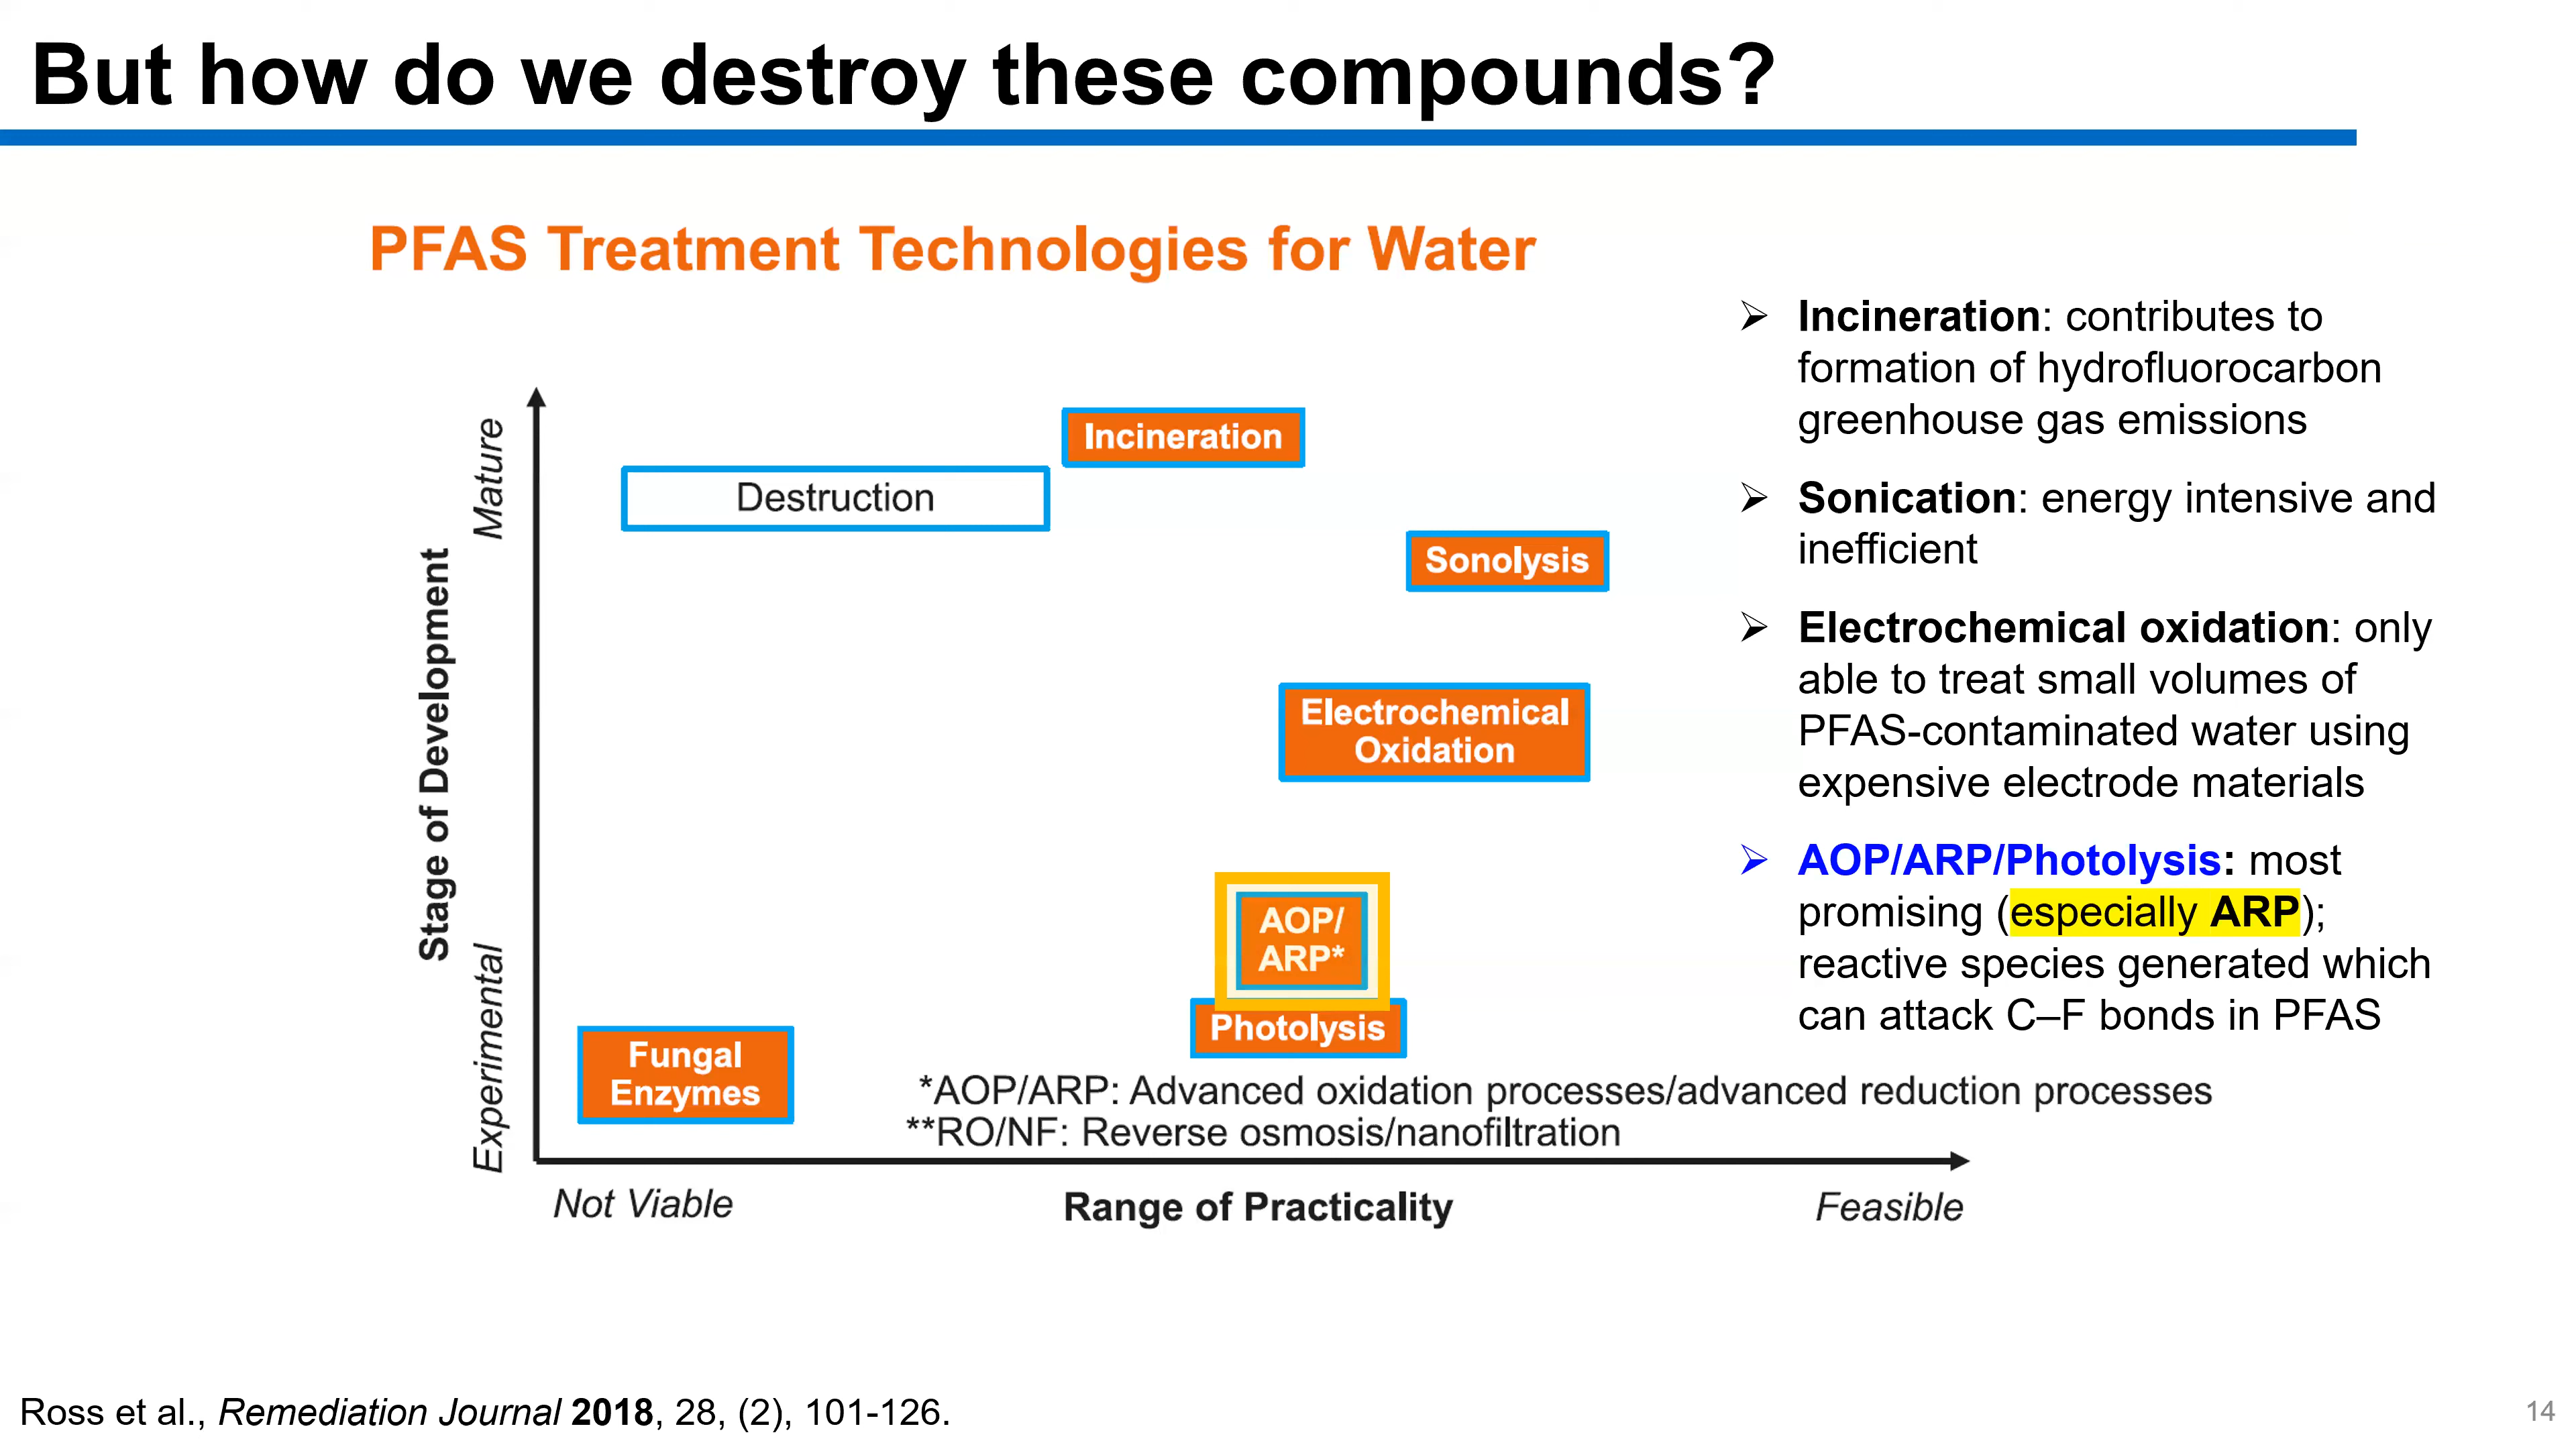 But how do we destroy these compounds?
PFAS Treatment Technologies for Water
Stage of Development
Mature
Experimental
Incineration
Destruction
Sonolysis
Electrochemical
Oxidation
AOP/
ARP*
Photolysis
Fungal
Enzymes
*AOP/ARP: Advanced oxidation processes/advanced reduction processes
**RO/NF: Reverse osmosis/nanofiltration
Not Viable
Range of Practicality
Feasible
➢ Incineration: contributes to
formation of hydrofluorocarbon
greenhouse gas emissions
➢ Sonication: energy intensive and
inefficient
➢ Electrochemical oxidation: only
able to treat small volumes of
PFAS-contaminated water using
expensive electrode materials
➢ AOP/ARP/Photolysis: most
promising (especially ARP);
reactive species generated which
can attack C–F bonds in PFAS
Ross et al., Remediation Journal 2018, 28, (2), 101-126.
14